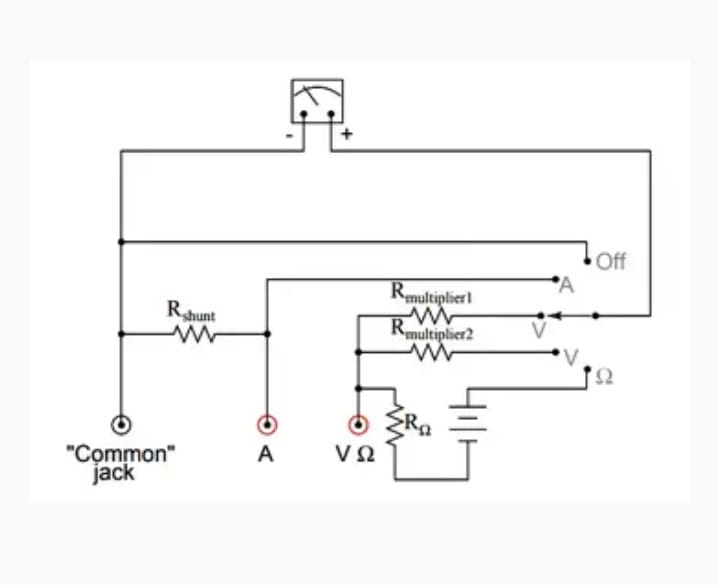 - +
Off
A
Rmultiplier1
Rshunt
Rmultiplier2
V
V
Ω
RΩ
"Common"
jack
A
V Ω